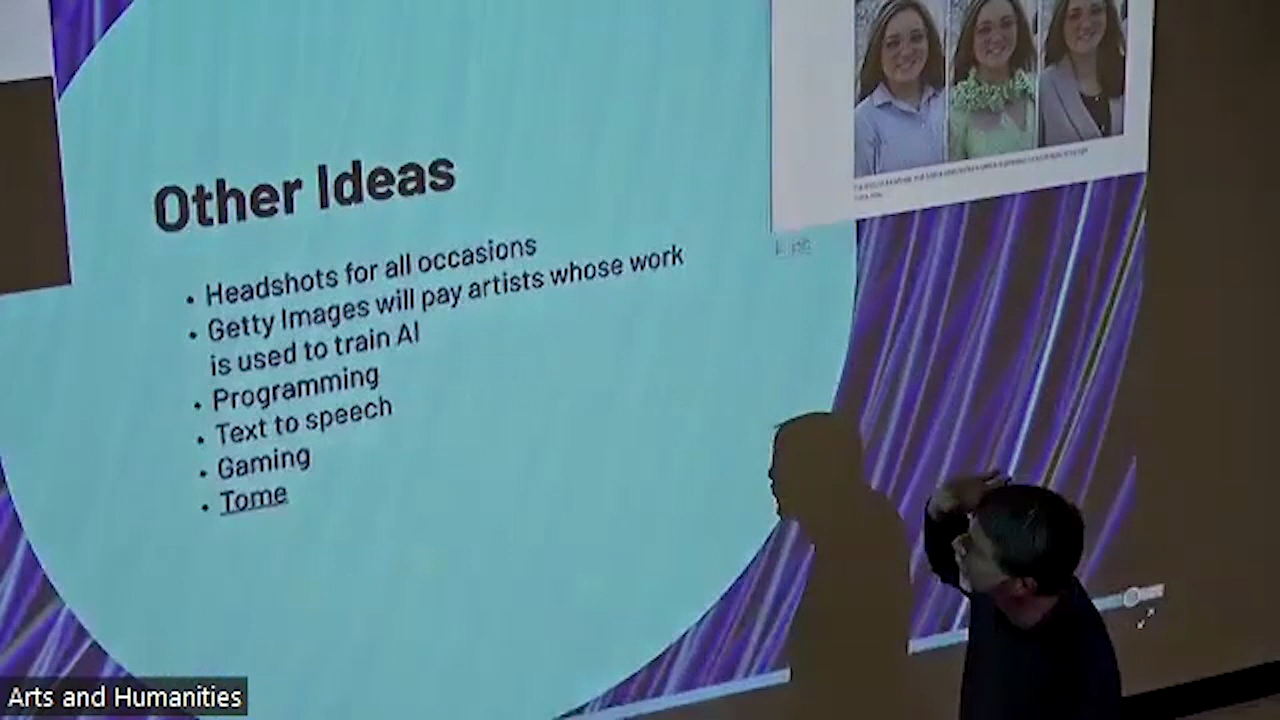 Other Ideas
• Headshots for all occasions
• Getty Images will pay artists whose work
is used to train AI
• Programming
• Text to speech
• Gaming
• Tome
Arts and Humanities